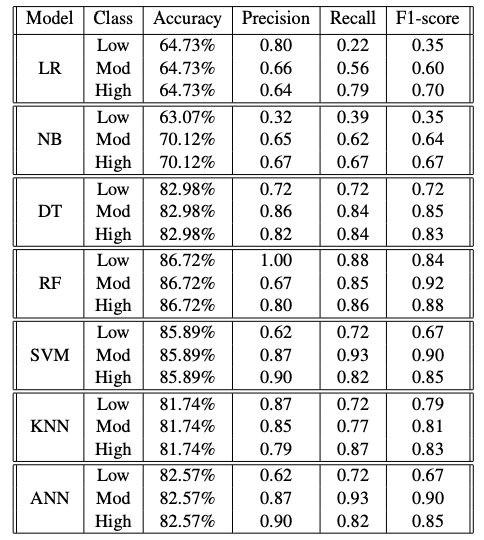 Model Class Accuracy Precision Recall F1-score
Low 64.73% 0.80 0.22 0.35
LR Mod 64.73% 0.66 0.56 0.60
High 64.73% 0.64 0.79 0.70
Low 63.07% 0.32 0.39 0.35
NB Mod 70.12% 0.65 0.62 0.64
High 70.12% 0.67 0.67 0.67
Low 82.98% 0.72 0.72 0.72
DT Mod 82.98% 0.86 0.84 0.85
High 82.98% 0.82 0.84 0.83
Low 86.72% 1.00 0.88 0.84
RF Mod 86.72% 0.67 0.85 0.92
High 86.72% 0.80 0.86 0.88
Low 85.89% 0.62 0.72 0.67
SVM Mod 85.89% 0.87 0.93 0.90
High 85.89% 0.90 0.82 0.85
Low 81.74% 0.87 0.72 0.79
KNN Mod 81.74% 0.85 0.77 0.81
High 81.74% 0.79 0.87 0.83
Low 82.57% 0.62 0.72 0.67
ANN Mod 82.57% 0.87 0.93 0.90
High 82.57% 0.90 0.82 0.85